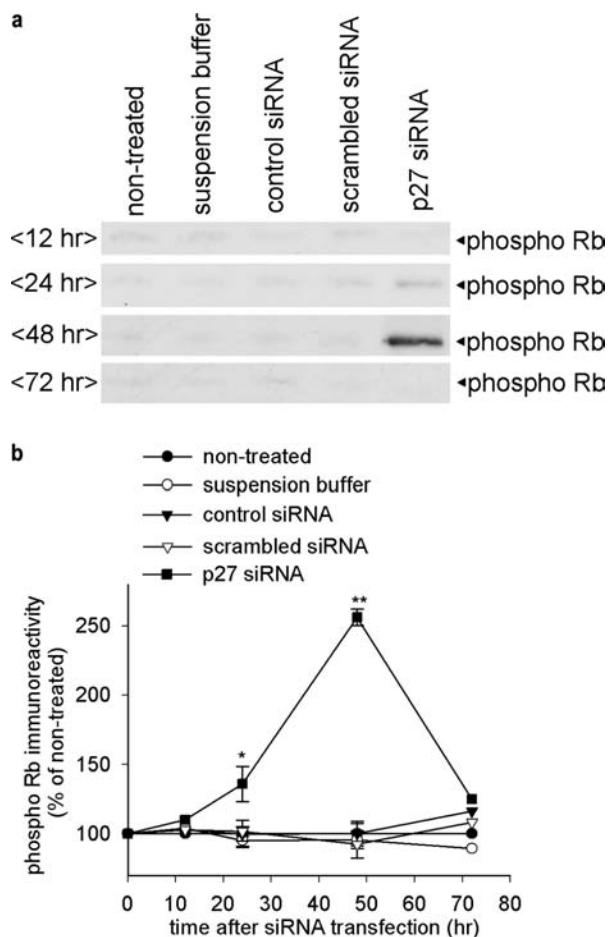 a
non-treated
suspension buffer
control siRNA
scrambled siRNA
p27 siRNA
<12 hr> ◄phospho Rb
<24 hr> ◄phospho Rb
<48 hr> ◄phospho Rb
<72 hr> ◄phospho Rb
b
non-treated
suspension buffer
control siRNA
scrambled siRNA
p27 siRNA
phospho Rb immunoreactivity
(% of non-treated)
250
200
150
100
*
**
0 10 20 30 40 50 60 70 80
time after siRNA transfection (hr)